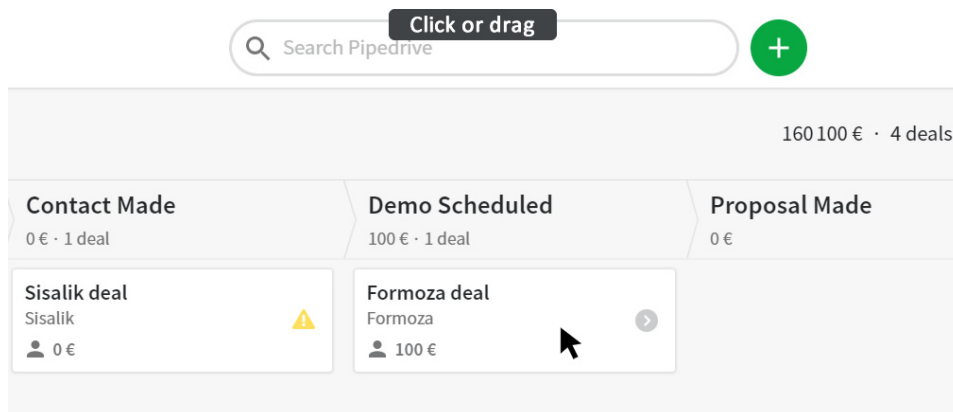 Click or drag
Search Pipedrive
160 100 € · 4 deals
Contact Made
0 € · 1 deal
Demo Scheduled
100 € · 1 deal
Proposal Made
0 €
Sisalik deal
Sisalik
0 €
Formoza deal
Formoza
100 €